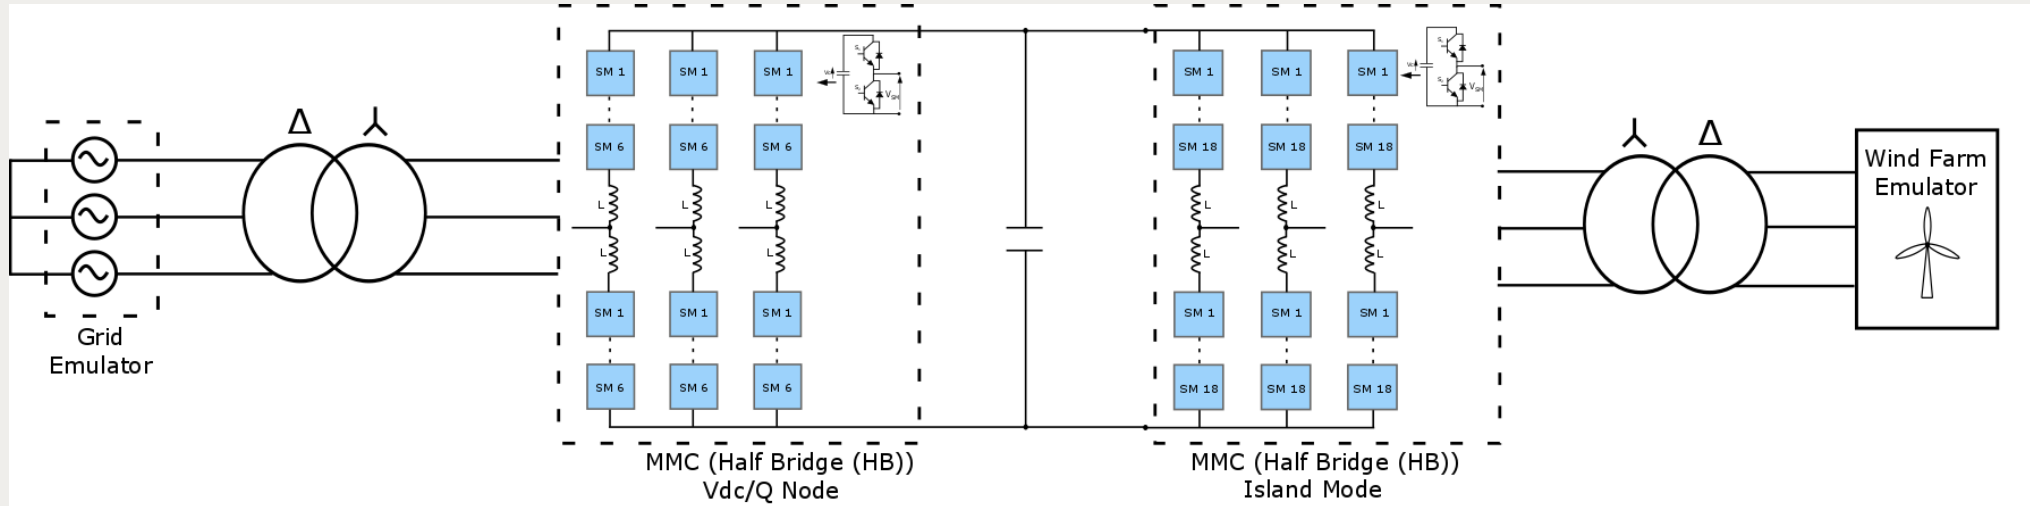 Δ
Δ
Wind Farm
Emulator
Grid
Emulator
SM 1 SM 1 SM 1
SM 6 SM 6 SM 6
L L L
L L L
SM 1 SM 1 SM 1
SM 6 SM 6 SM 6
V_SM
MMC (Half Bridge (HB))
Vdc/Q Node
SM 1 SM 1 SM 1
SM 18 SM 18 SM 18
L L L
L L L
SM 1 SM 1 SM 1
SM 18 SM 18 SM 18
V_SM
MMC (Half Bridge (HB))
Island Mode